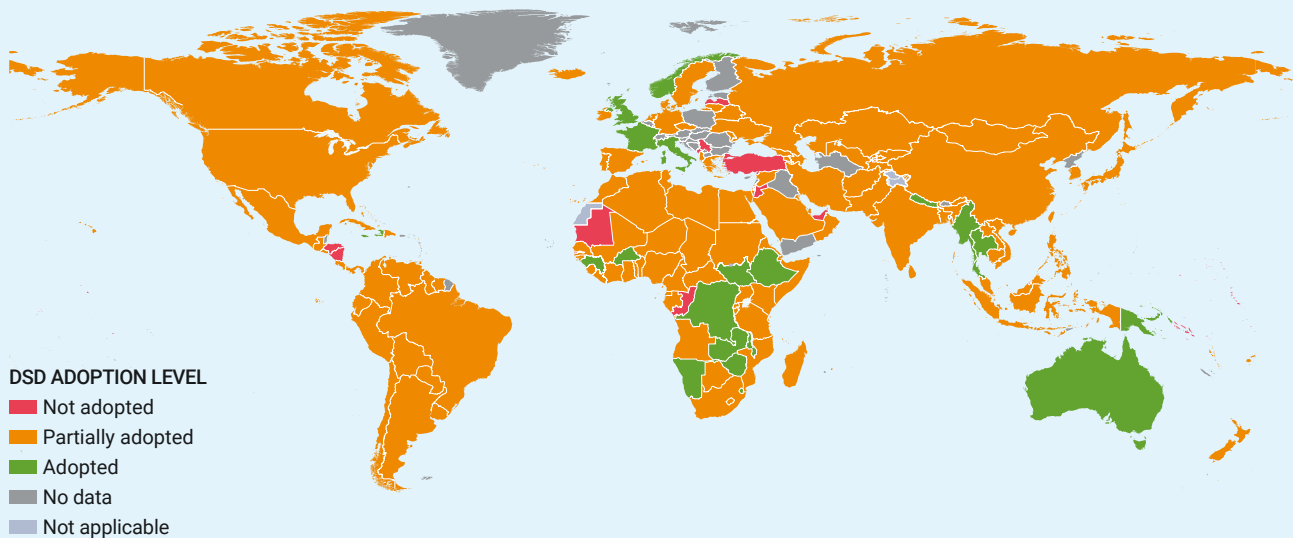 DSD ADOPTION LEVEL
Not adopted
Partially adopted
Adopted
No data
Not applicable